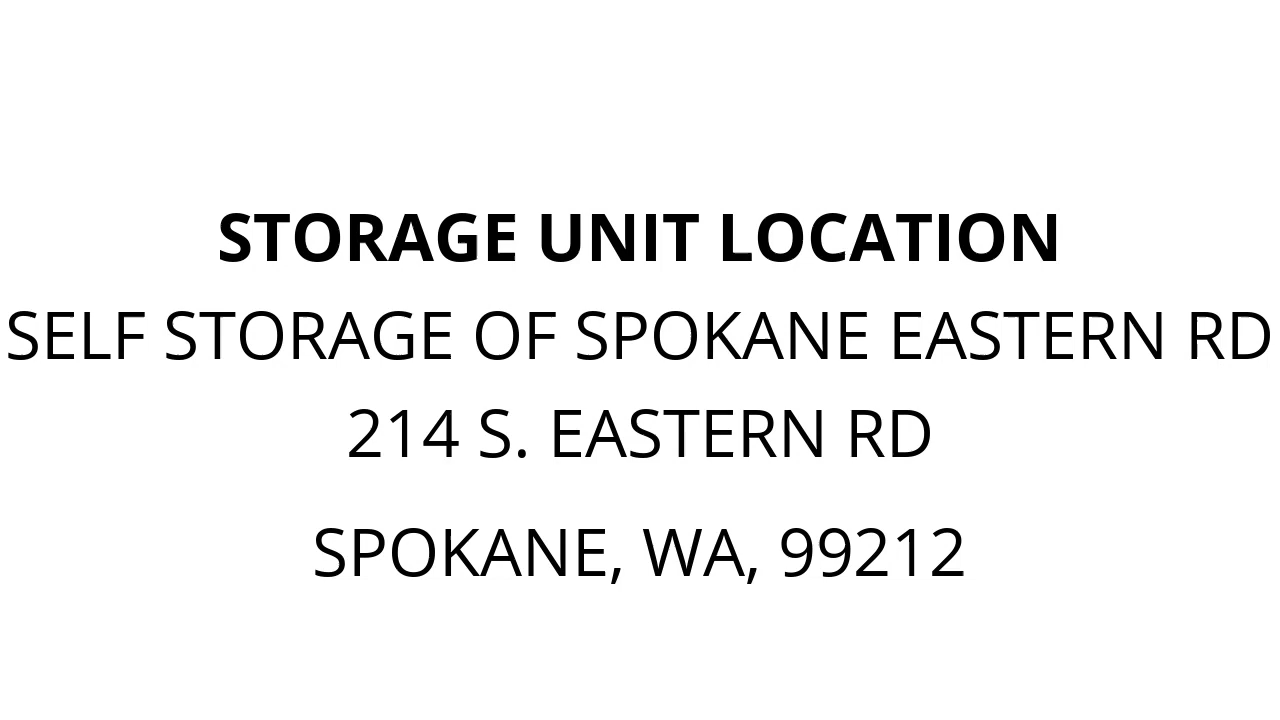 STORAGE UNIT LOCATION
SELF STORAGE OF SPOKANE EASTERN RD
214 S. EASTERN RD
SPOKANE, WA, 99212